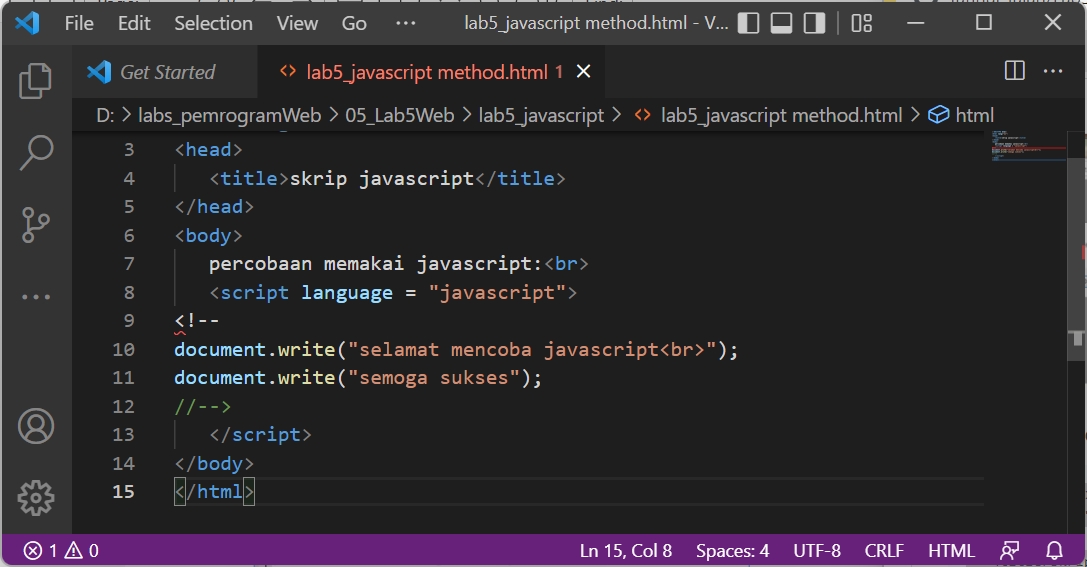 File Edit Selection View Go ··· lab5_javascript method.html - V...
Get Started lab5_javascript method.html 1
D: > labs_pemrogramWeb > 05_Lab5Web > lab5_javascript > lab5_javascript method.html > html
3 <head>
4 <title>skrip javascript</title>
5 </head>
6 <body>
7 percobaan memakai javascript:<br>
8 <script language = "javascript">
9 <!--
10 document.write("selamat mencoba javascript<br>");
11 document.write("semoga sukses");
12 //-->
13 </script>
14 </body>
15 </html>
1 0 Ln 15, Col 8 Spaces: 4 UTF-8 CRLF HTML